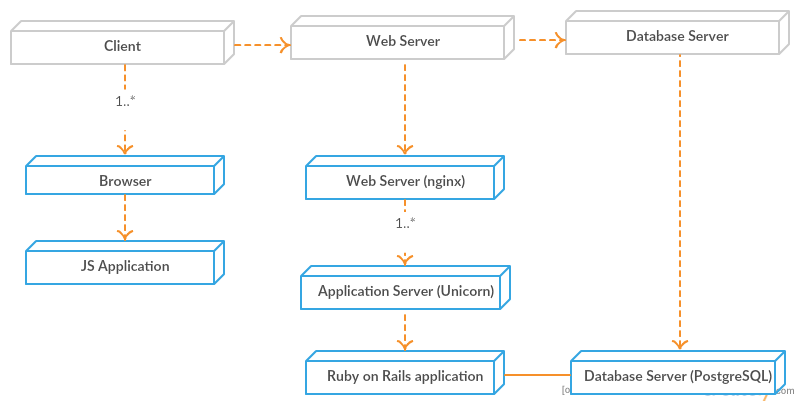 Client
Web Server
Database Server
1..*
Browser
Web Server (nginx)
1..*
JS Application
Application Server (Unicorn)
Ruby on Rails application
Database Server (PostgreSQL)